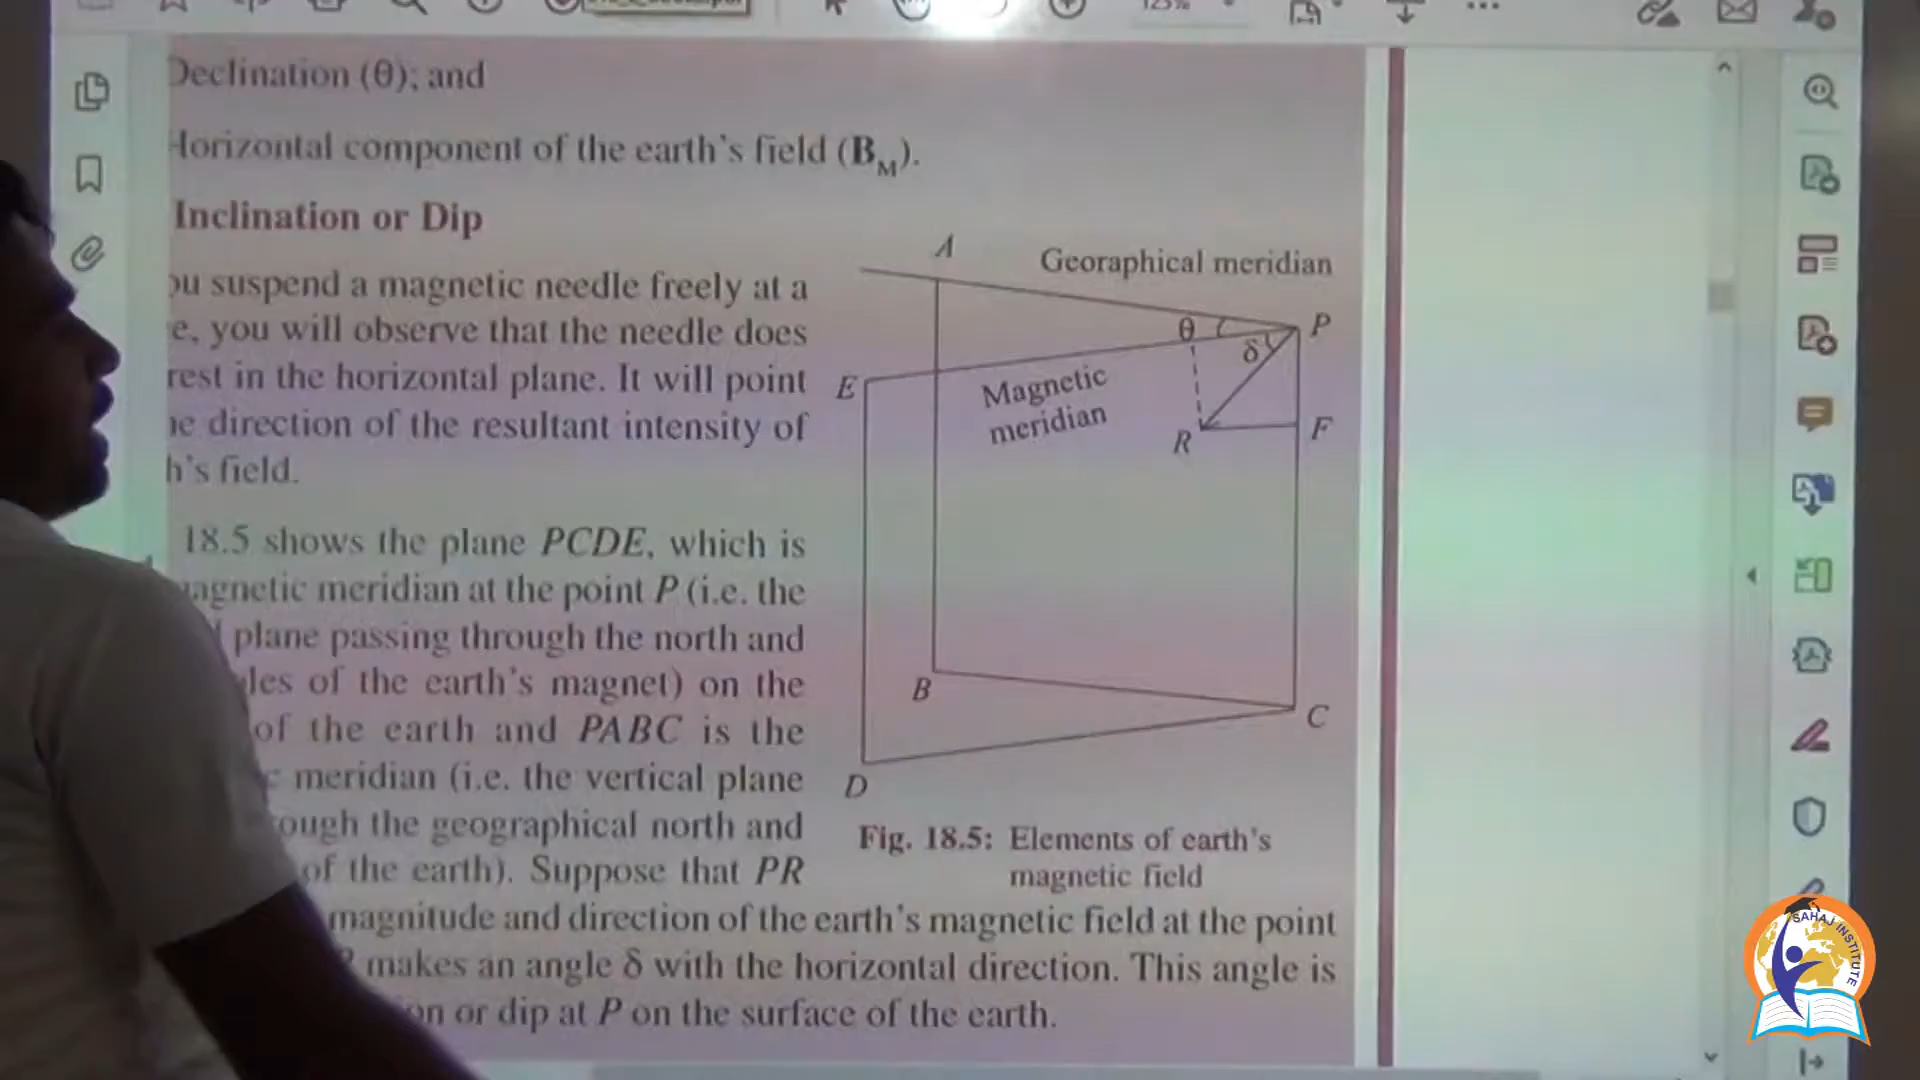 Declination (θ); and
Horizontal component of the earth's field (B_M).
Inclination or Dip
ou suspend a magnetic needle freely at a
e, you will observe that the needle does
rest in the horizontal plane. It will point
ne direction of the resultant intensity of
h's field.
18.5 shows the plane PCDE, which is
agnetic meridian at the point P (i.e. the
plane passing through the north and
les of the earth's magnet) on the
of the earth and PABC is the
c meridian (i.e. the vertical plane
ough the geographical north and
of the earth). Suppose that PR
magnitude and direction of the earth's magnetic field at the point
makes an angle δ with the horizontal direction. This angle is
on or dip at P on the surface of the earth.
A
Georaphical meridian
θ
P
δ
E
Magnetic
meridian
R
F
B
C
D
Fig. 18.5: Elements of earth's
magnetic field
125%
SAHAJ INSTITUTE